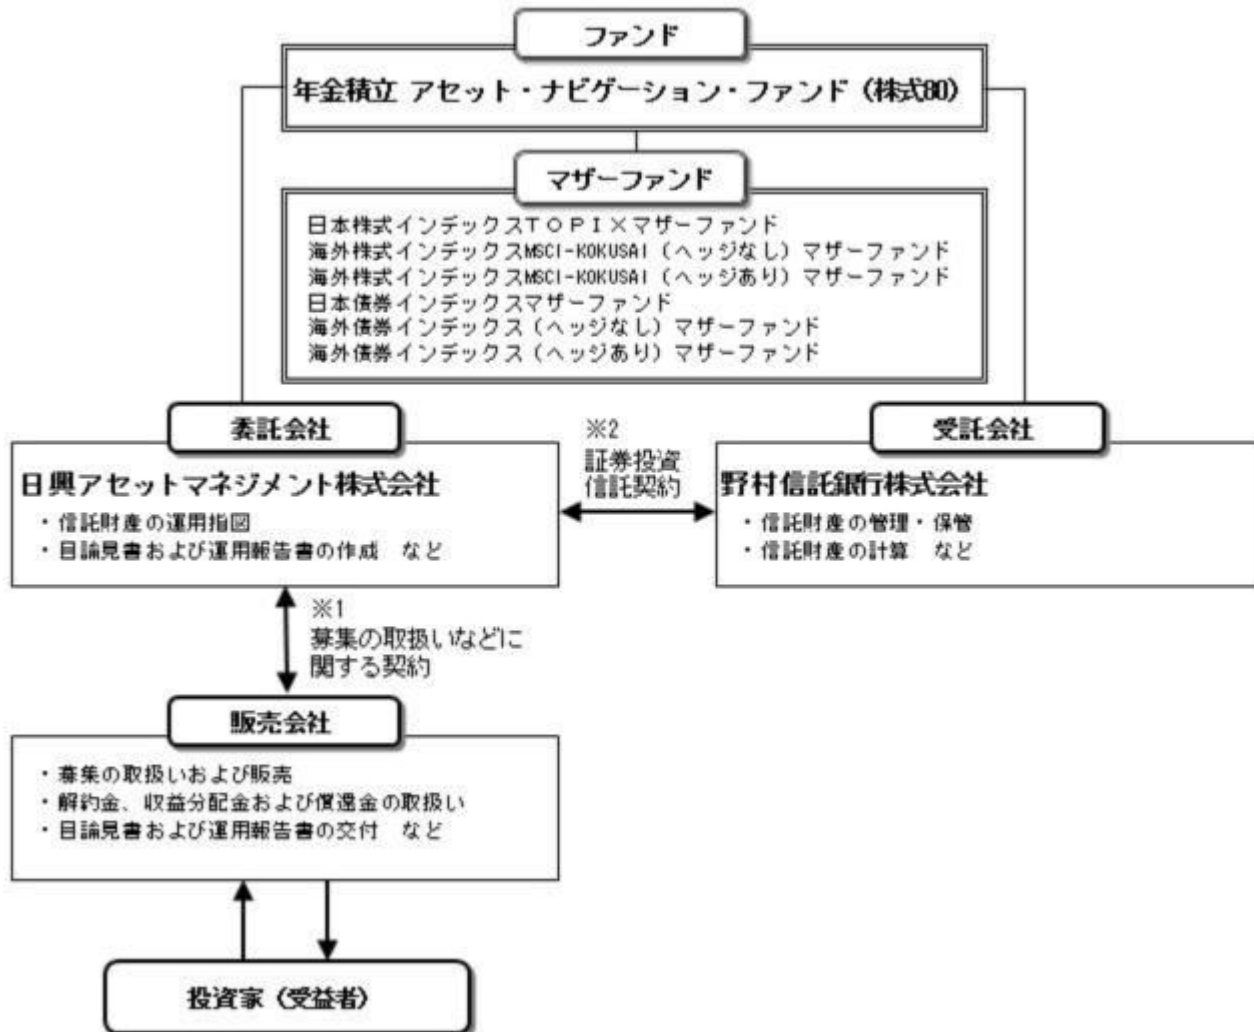 ファンド
年金積立 アセット・ナビゲーション・ファンド（株式80）
マザーファンド
日本株式インデックスＴＯＰＩＸマザーファンド
海外株式インデックスMSCI-KOKUSAI（ヘッジなし）マザーファンド
海外株式インデックスMSCI-KOKUSAI（ヘッジあり）マザーファンド
日本債券インデックスマザーファンド
海外債券インデックス（ヘッジなし）マザーファンド
海外債券インデックス（ヘッジあり）マザーファンド
委託会社
日興アセットマネジメント株式会社
・信託財産の運用指図
・目論見書および運用報告書の作成　など
※2
証券投資
信託契約
受託会社
野村信託銀行株式会社
・信託財産の管理・保管
・信託財産の計算　など
※1
募集の取扱いなどに
関する契約
販売会社
・募集の取扱いおよび販売
・解約金、収益分配金および償還金の取扱い
・目論見書および運用報告書の交付　など
投資家（受益者）